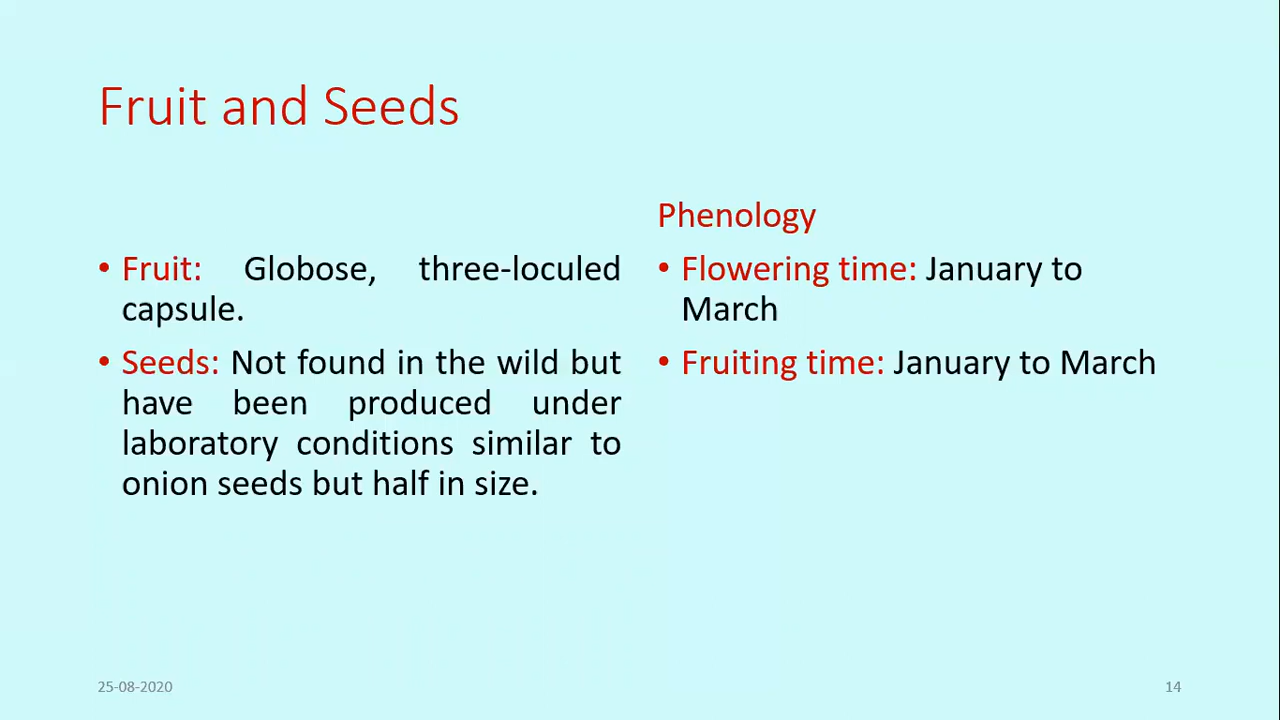 Fruit and Seeds
• Fruit: Globose, three-loculed
capsule.
• Seeds: Not found in the wild but
have been produced under
laboratory conditions similar to
onion seeds but half in size.
Phenology
• Flowering time: January to
March
• Fruiting time: January to March
25-08-2020
14